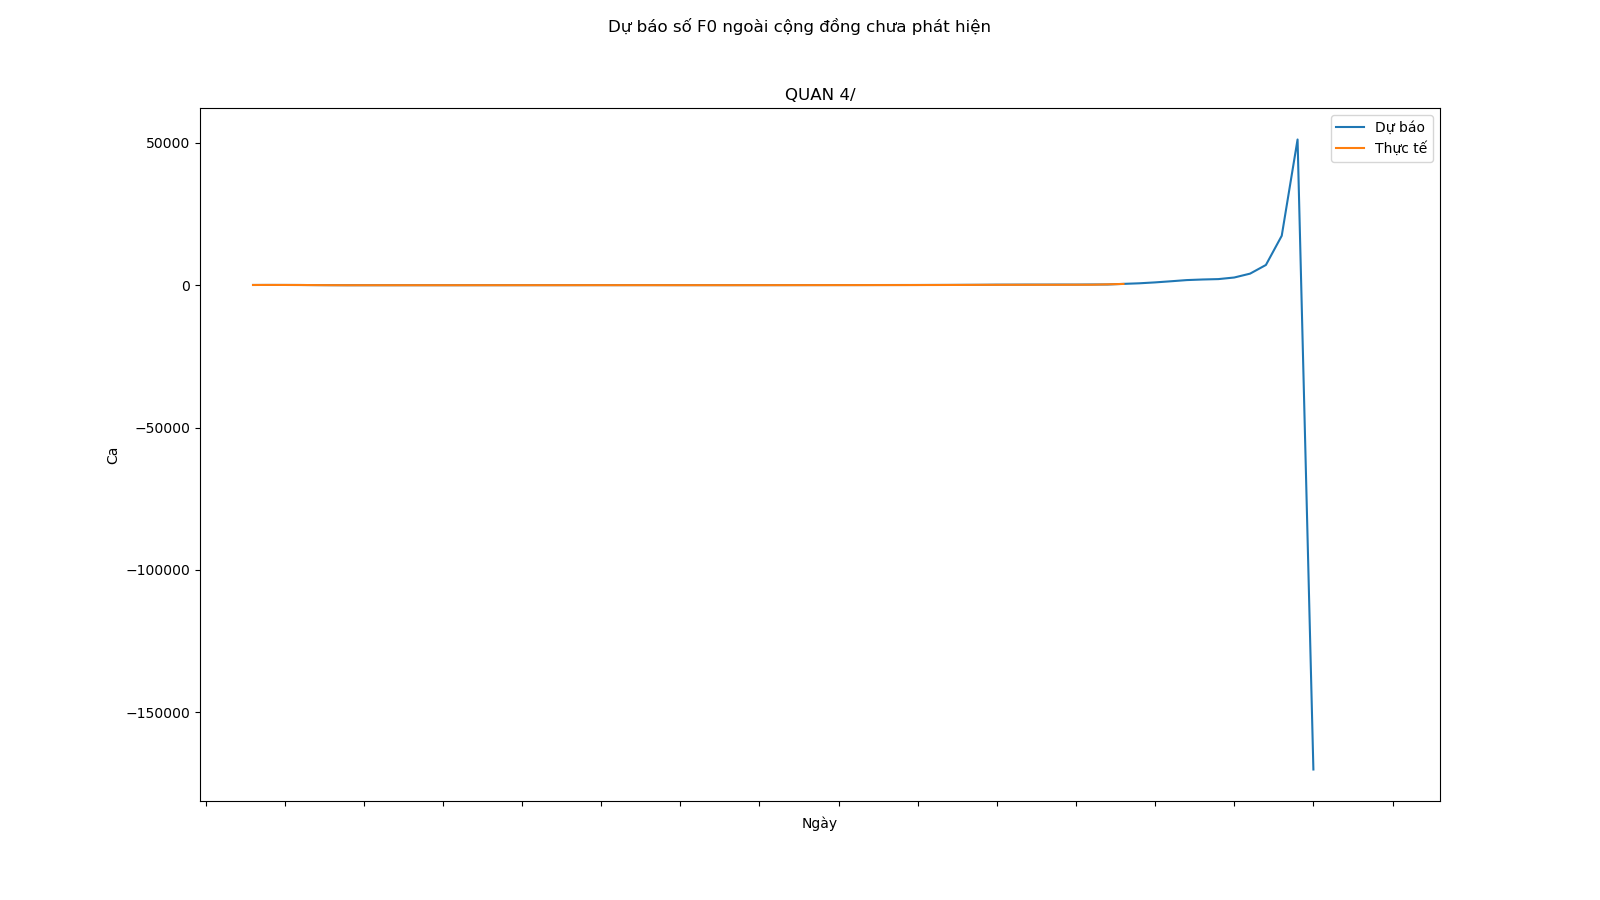 Dự báo số F0 ngoài cộng đồng chưa phát hiện
QUAN 4/
Dự báo
Thực tế
50000
0
−50000
−100000
−150000
Ca
Ngày